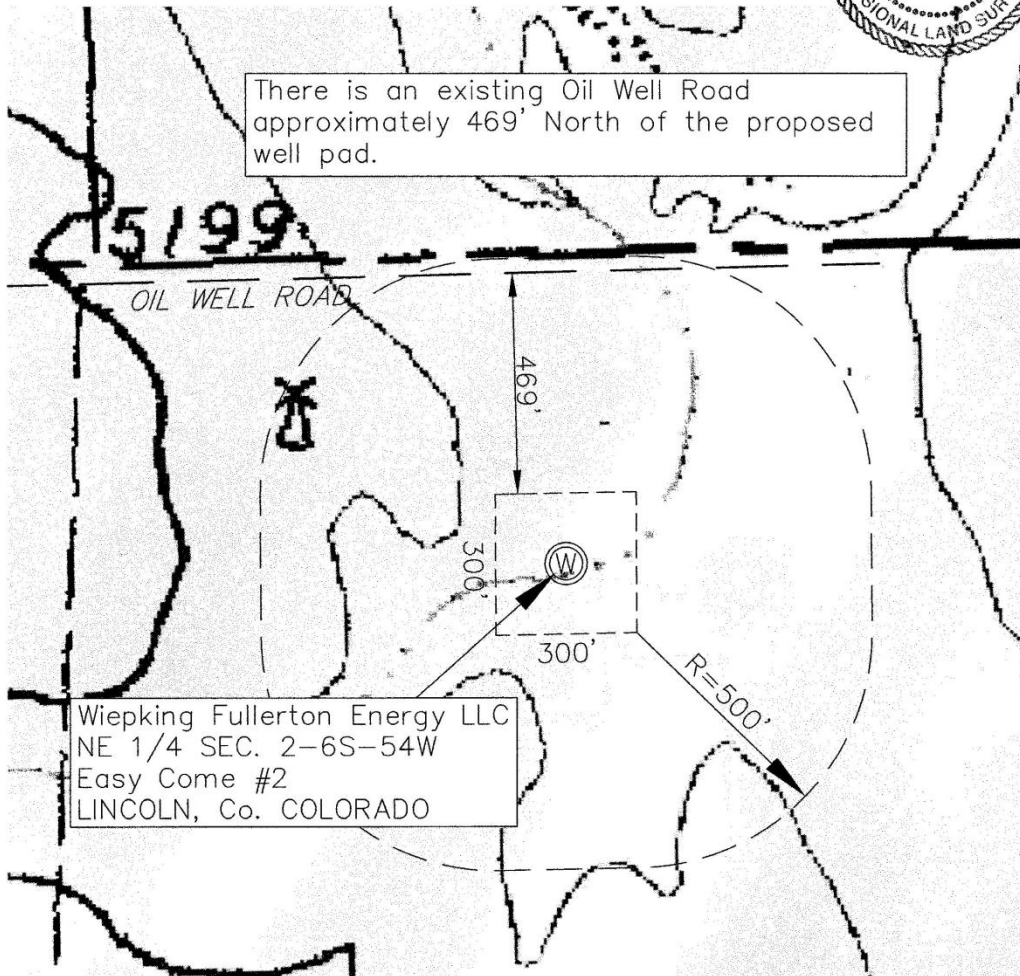 SIONAL LAND SUR
There is an existing Oil Well Road
approximately 469' North of the proposed
well pad.
5199
OIL WELL ROAD
469'
300'
W
300'
R=500'
Wiepking Fullerton Energy LLC
NE 1/4 SEC. 2-6S-54W
Easy Come #2
LINCOLN, Co. COLORADO